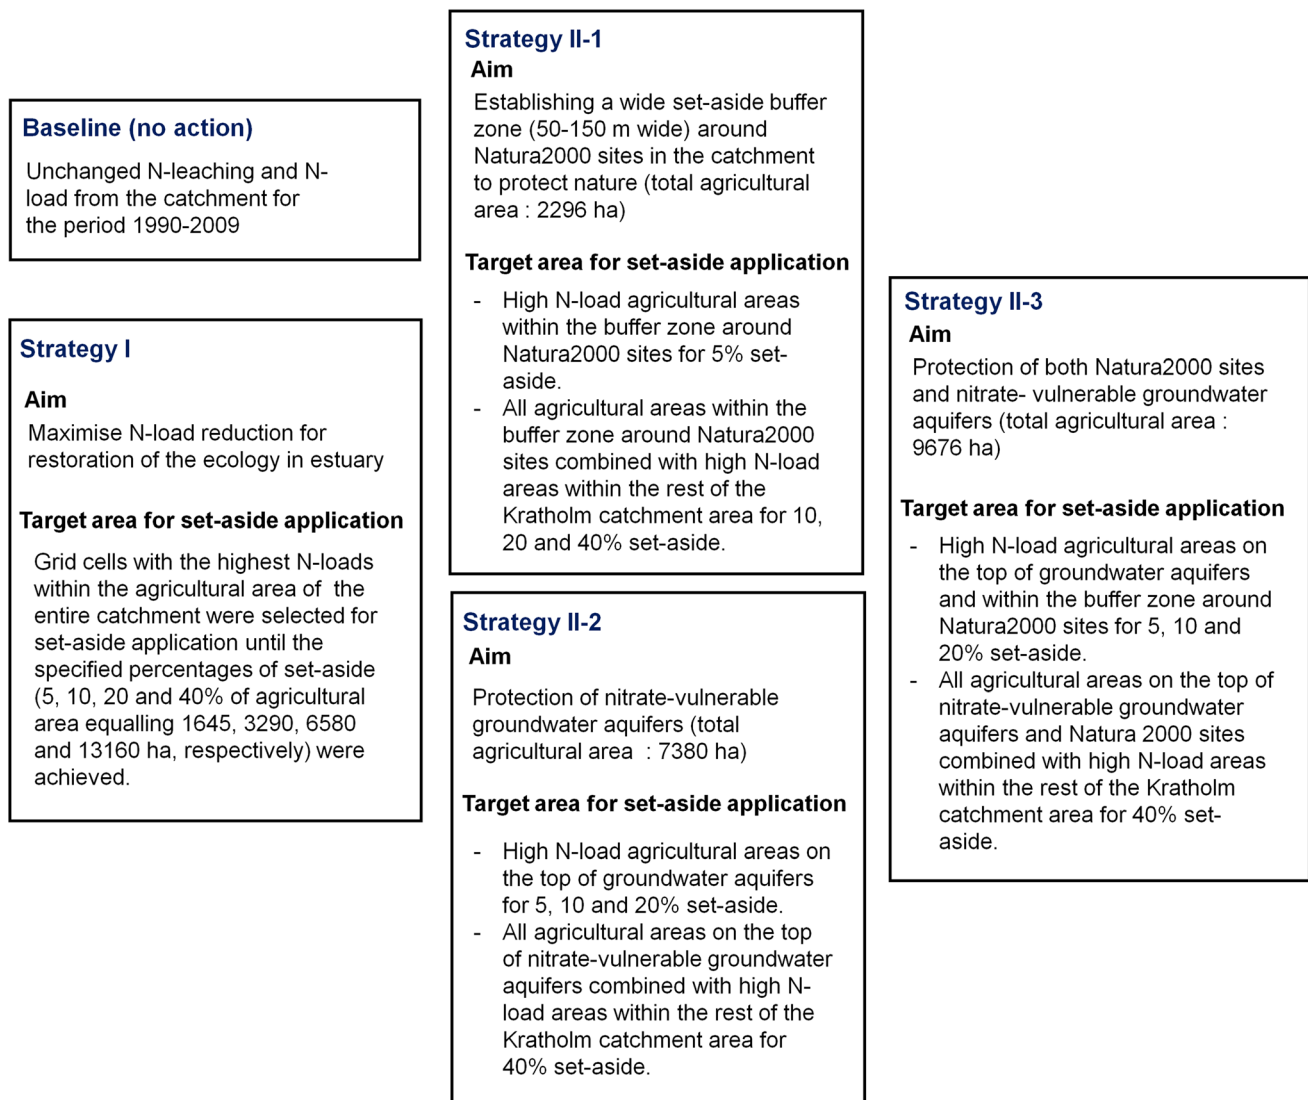 Baseline (no action)
Unchanged N-leaching and N-
load from the catchment for
the period 1990-2009
Strategy I
Aim
Maximise N-load reduction for
restoration of the ecology in estuary
Target area for set-aside application
Grid cells with the highest N-loads
within the agricultural area of the
entire catchment were selected for
set-aside application until the
specified percentages of set-aside
(5, 10, 20 and 40% of agricultural
area equalling 1645, 3290, 6580
and 13160 ha, respectively) were
achieved.
Strategy II-1
Aim
Establishing a wide set-aside buffer
zone (50-150 m wide) around
Natura2000 sites in the catchment
to protect nature (total agricultural
area : 2296 ha)
Target area for set-aside application
- High N-load agricultural areas
within the buffer zone around
Natura2000 sites for 5% set-
aside.
- All agricultural areas within the
buffer zone around Natura2000
sites combined with high N-load
areas within the rest of the
Kratholm catchment area for 10,
20 and 40% set-aside.
Strategy II-2
Aim
Protection of nitrate-vulnerable
groundwater aquifers (total
agricultural area : 7380 ha)
Target area for set-aside application
- High N-load agricultural areas on
the top of groundwater aquifers
for 5, 10 and 20% set-aside.
- All agricultural areas on the top
of nitrate-vulnerable groundwater
aquifers combined with high N-
load areas within the rest of the
Kratholm catchment area for
40% set-aside.
Strategy II-3
Aim
Protection of both Natura2000 sites
and nitrate- vulnerable groundwater
aquifers (total agricultural area :
9676 ha)
Target area for set-aside application
- High N-load agricultural areas on
the top of groundwater aquifers
and within the buffer zone around
Natura2000 sites for 5, 10 and
20% set-aside.
- All agricultural areas on the top of
nitrate-vulnerable groundwater
aquifers and Natura 2000 sites
combined with high N-load areas
within the rest of the Kratholm
catchment area for 40% set-
aside.